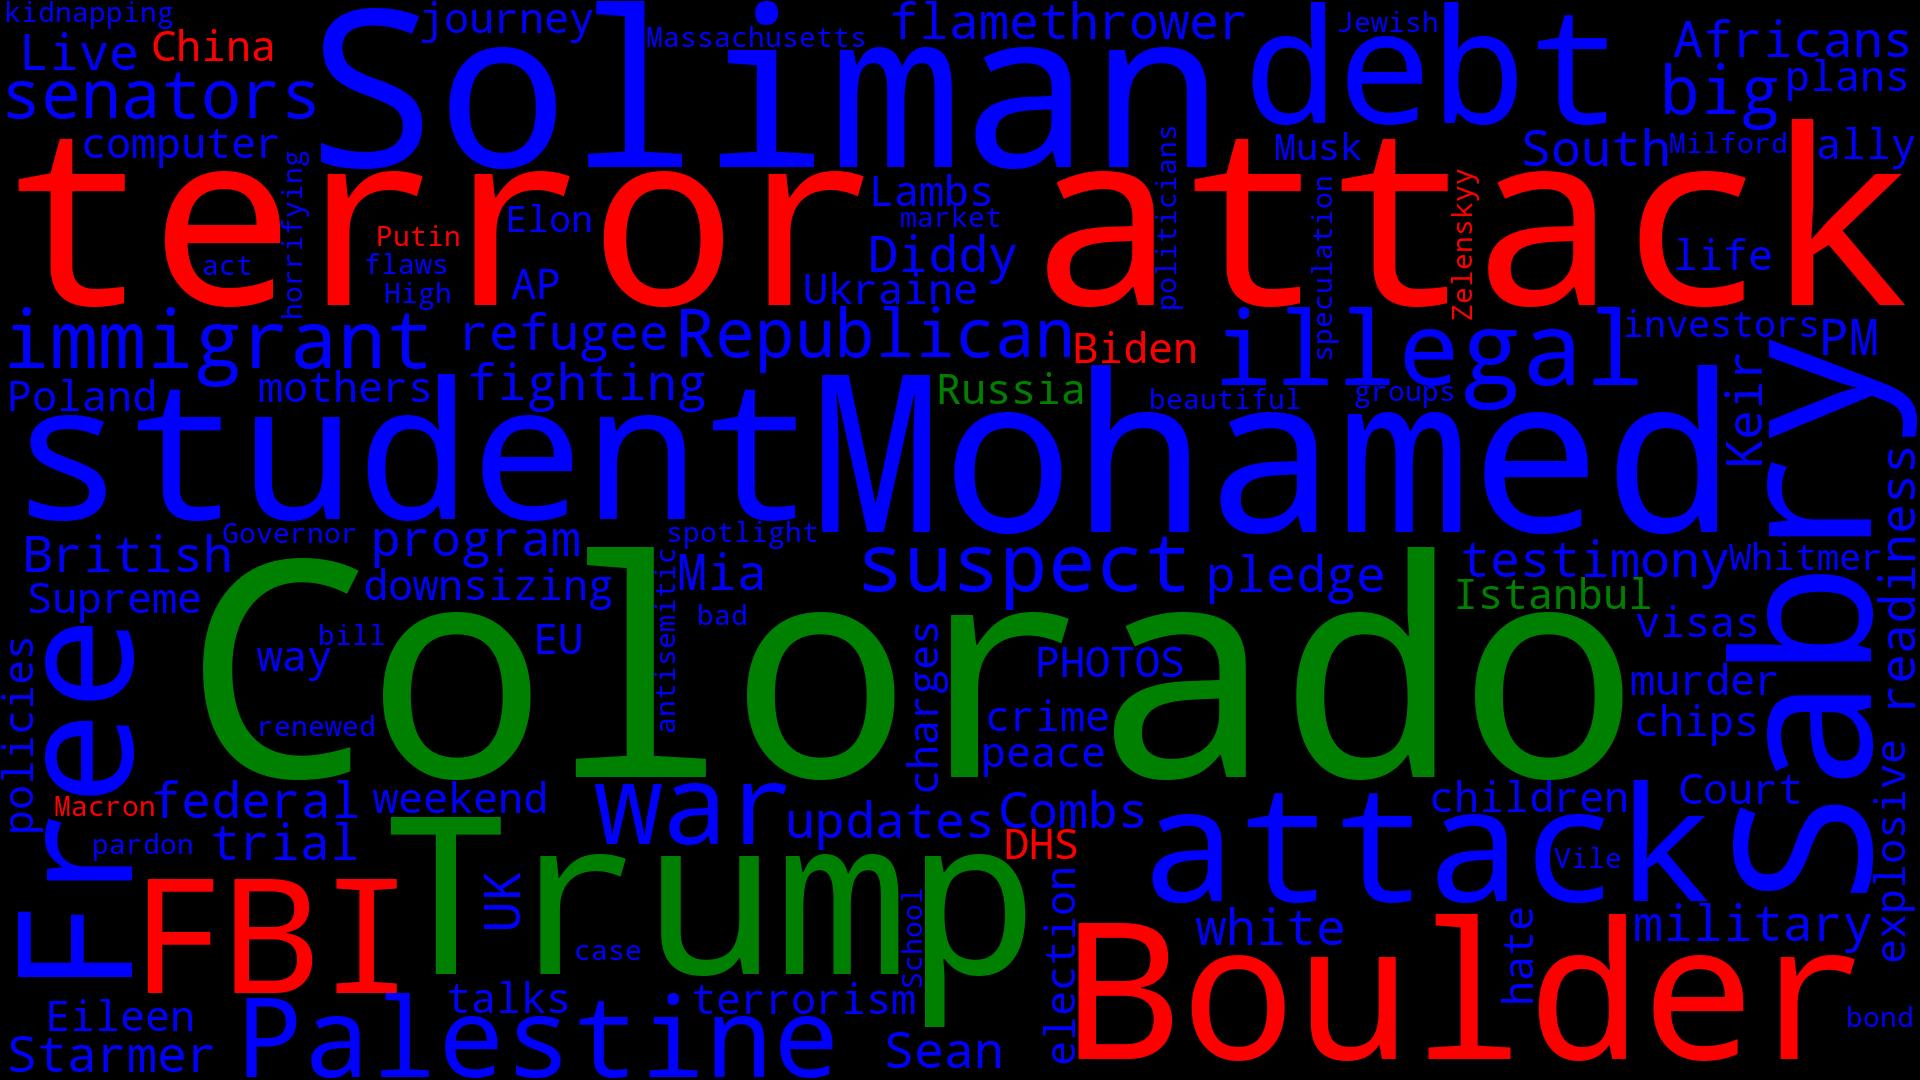 kidnapping
journey
Massachusetts
flamethrower
Jewish
Live
China
Soliman
debt
Africans
senators
big
plans
computer
horrifying
politicians
Musk
South
Milford
ally
terror attack
Lambs
market
speculation
Zelenskyy
Elon
Putin
act
flaws
High
AP
Diddy
Ukraine
life
immigrant
refugee
Republican
Biden
illegal
investors
PM
Poland
mothers
fighting
Russia
beautiful
groups
Keir
student
Mohamed
Sabry
readiness
Governor
program
spotlight
British
downsizing
antisemitic
Mia
suspect
pledge
testimony
Whitmer
Supreme
Istanbul
bad
visas
Colorado
policies
Free
way
bill
EU
charges
PHOTOS
murder
renewed
crime
chips
peace
explosive
Macron
federal
weekend
war
updates
Combs
attack
children
Court
pardon
trial
DHS
Vile
FBI
Trump
UK
case
School
election
white
hate
military
Boulder
Eileen
talks
terrorism
bond
Starmer
Palestine
Sean